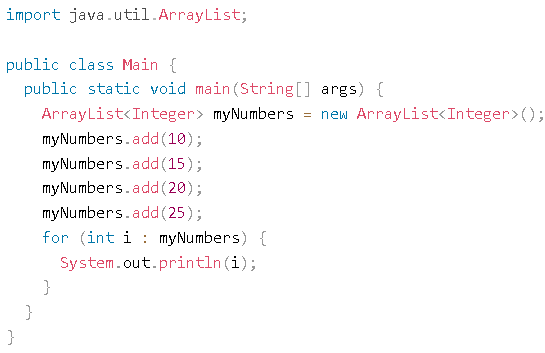 import java.util.ArrayList;
public class Main {
public static void main(String[] args) {
ArrayList<Integer> myNumbers = new ArrayList<Integer>();
myNumbers.add(10);
myNumbers.add(15);
myNumbers.add(20);
myNumbers.add(25);
for (int i : myNumbers) {
System.out.println(i);
}
}
}